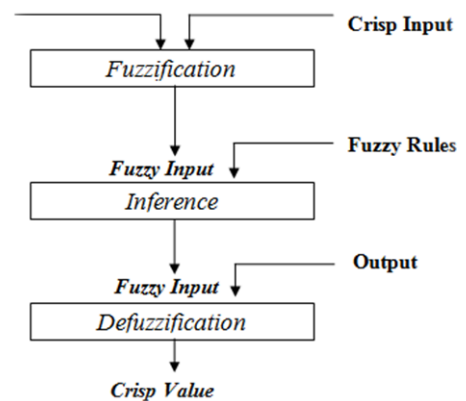 Crisp Input
Fuzzification
Fuzzy Rules
Fuzzy Input
Inference
Output
Fuzzy Input
Defuzzification
Crisp Value